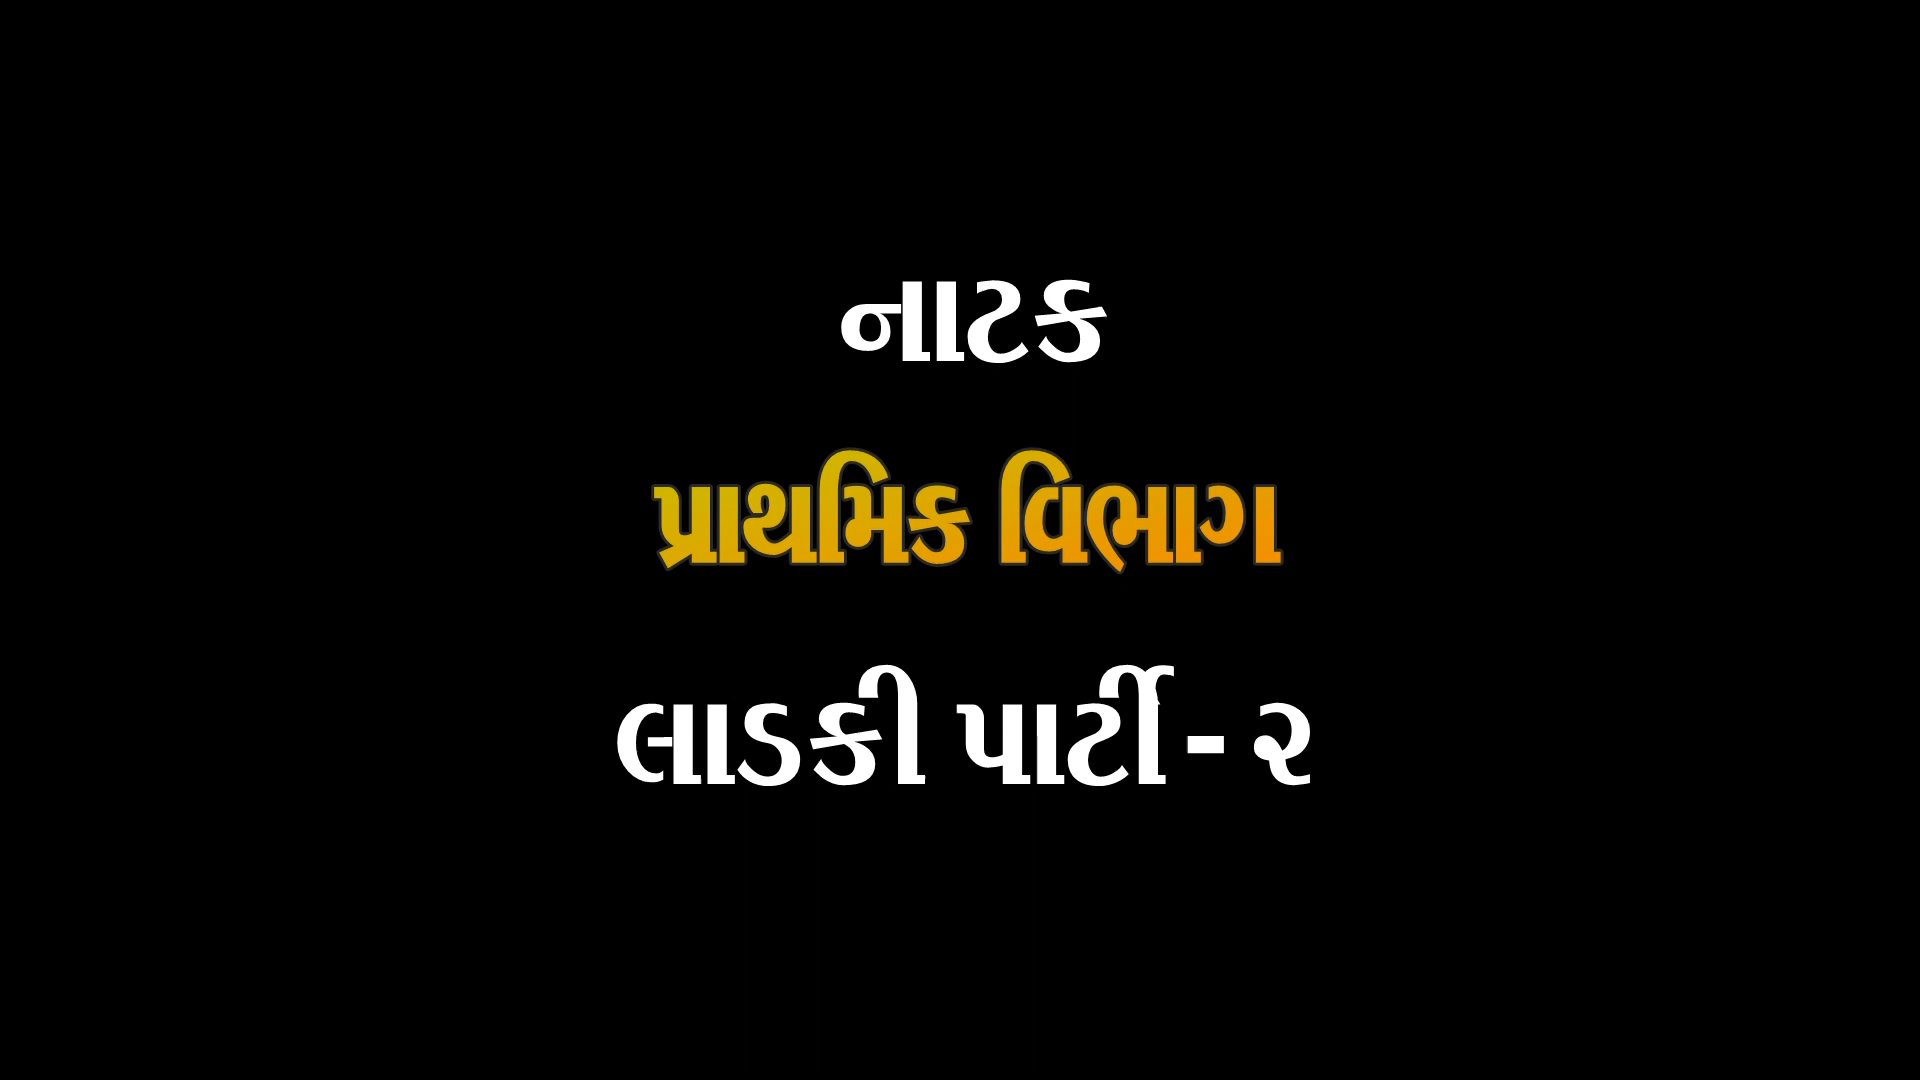 નાટક
પ્રાથમિક વિભાગ
લાડકી પાર્ટી - ૨